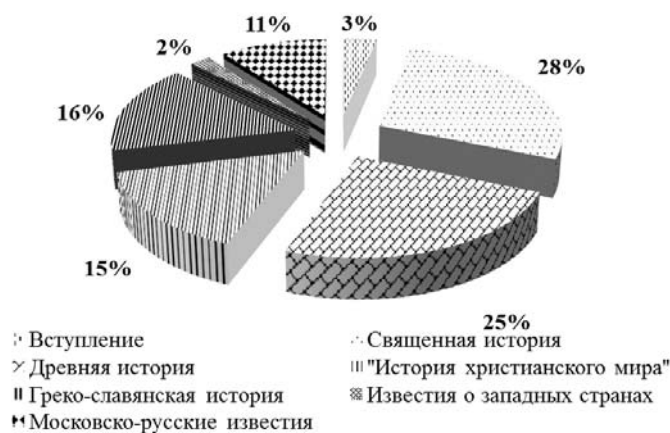 11%
3%
2%
28%
16%
15%
25%
Вступление
Священная история
Древняя история
"История христианского мира"
Греко-славянская история
Известия о западных странах
Московско-русские известия